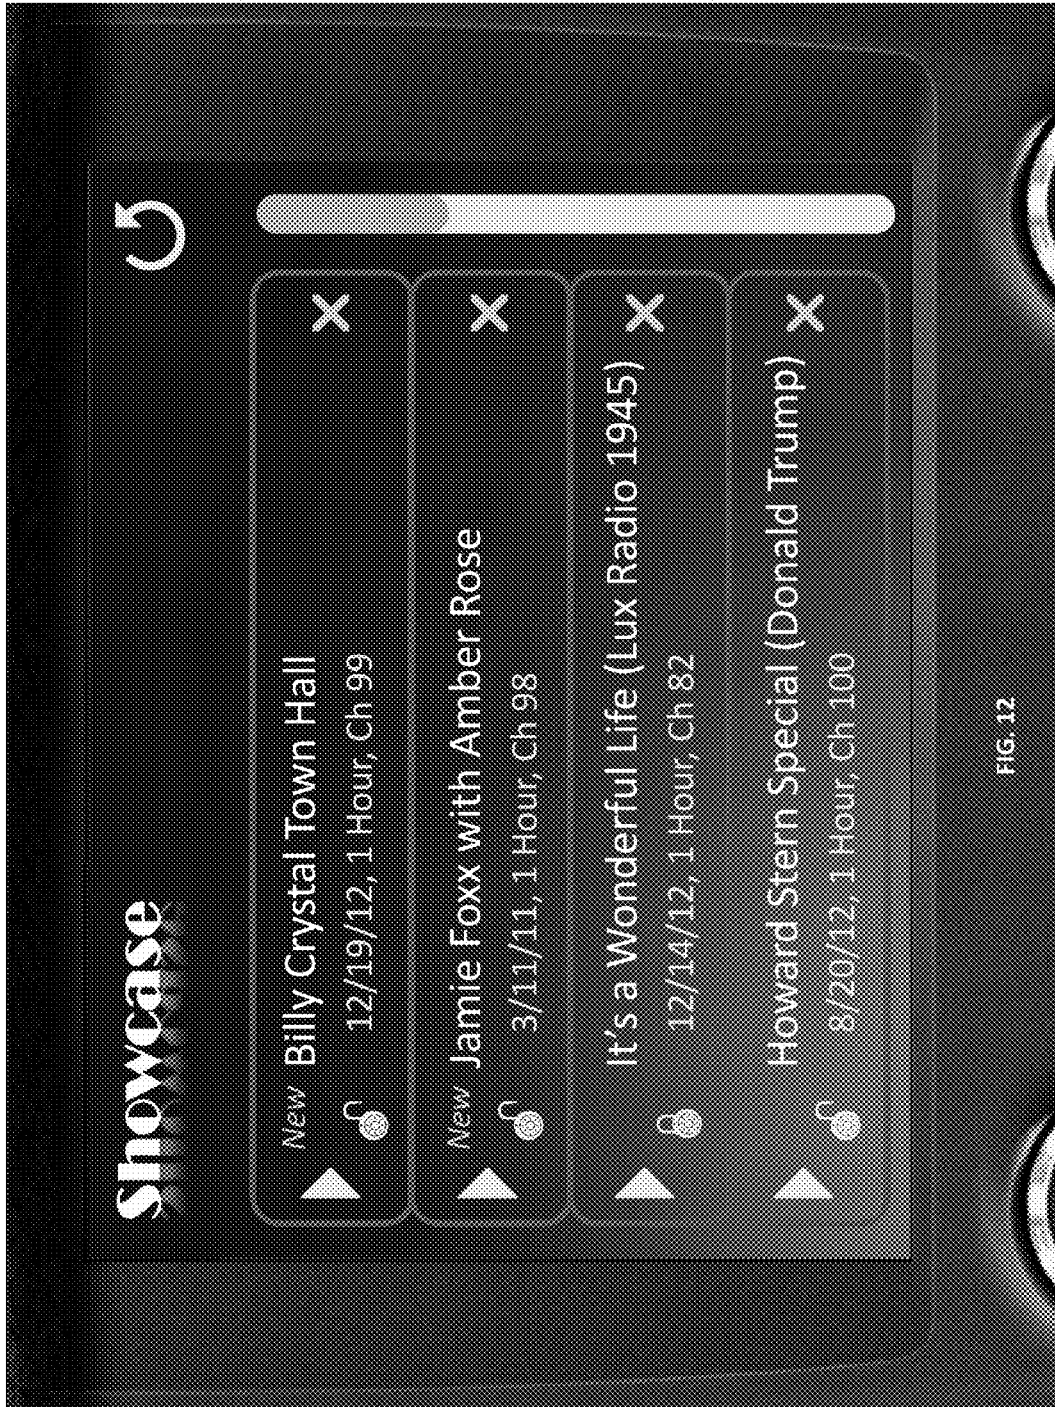 Showcase
New Billy Crystal Town Hall
12/19/12, 1 Hour, Ch 99
New Jamie Foxx with Amber Rose
3/11/11, 1 Hour, Ch 98
It's a Wonderful Life (Lux Radio 1945)
12/14/12, 1 Hour, Ch 82
Howard Stern Special (Donald Trump)
8/20/12, 1 Hour, Ch 100
FIG. 12